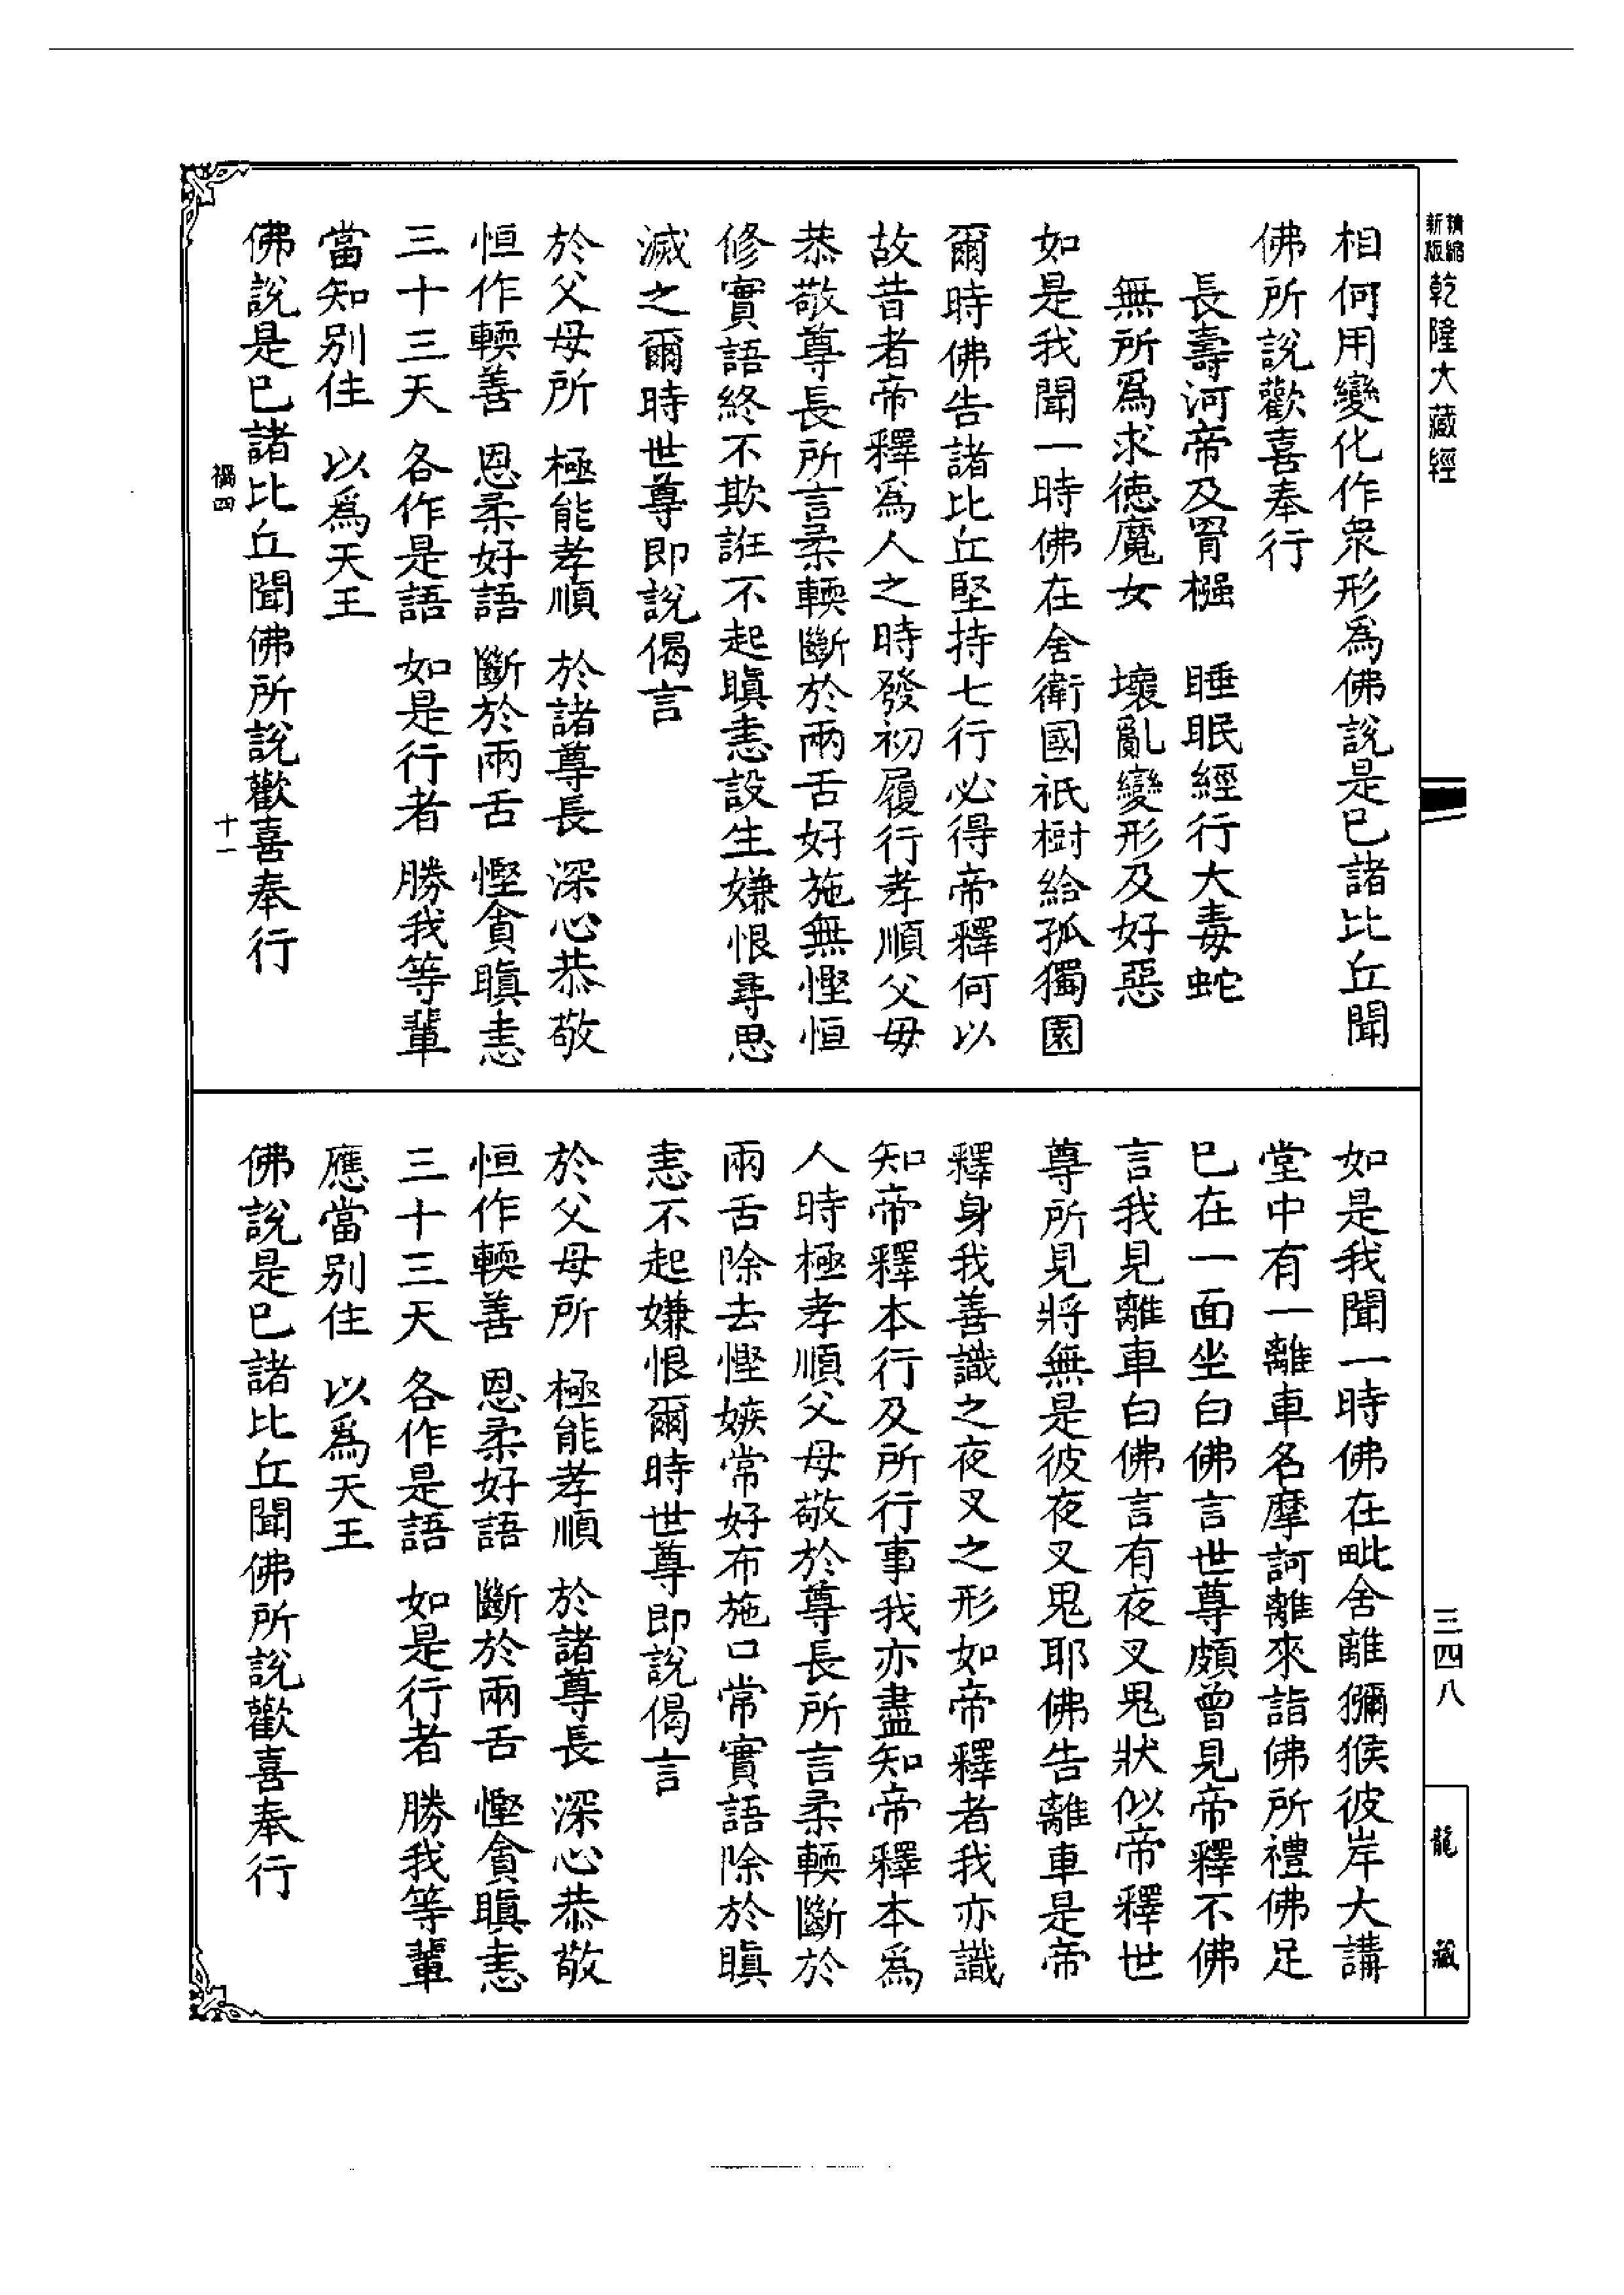 精縮新版
乾隆大藏經
相何用變化作衆形為佛說是巳諸比丘聞
佛所說歡喜奉行
長壽河帝及罥樞 睡眠經行大毒蛇
無所為求德魔女 壞亂變形及好惡
如是我聞一時佛在舍衛國祇樹給孤獨園
爾時佛告諸比丘堅持七行必得帝釋何以
故昔者帝釋為人之時發初履行孝順父母
恭敬尊長所言柔輭斷於兩舌好施無慳恒
修實語終不欺誑不起瞋恚設生嫌恨尋思
滅之爾時世尊即說偈言
於父母所 極能孝順 於諸尊長 深心恭敬
恒作輭善 恩柔好語 斷於兩舌 慳貪瞋恚
三十三天 各作是語 如是行者 勝我等輩
當知別住 以為天王
佛說是巳諸比丘聞佛所說歡喜奉行
四
十一
如是我聞一時佛在毗舍離獼猴彼岸大講
堂中有一離車名摩訶離來詣佛所禮佛足
巳在一面坐白佛言世尊頗曾見帝釋不佛
言我見離車白佛言有夜叉鬼狀似帝釋世
尊所見將無是彼夜叉鬼耶佛告離車是帝
釋身我善識之夜叉之形如帝釋者我亦識
知帝釋本行及所行事我亦盡知帝釋本為
人時極孝順父母敬於尊長所言柔輭斷於
兩舌除去慳嫉常好布施口常實語除於瞋
恚不起嫌恨爾時世尊即說偈言
於父母所 極能孝順 於諸尊長 深心恭敬
恒作輭善 恩柔好語 斷於兩舌 慳貪瞋恚
三十三天 各作是語 如是行者 勝我等輩
應當別住 以為天王
佛說是巳諸比丘聞佛所說歡喜奉行
三四八
龍藏